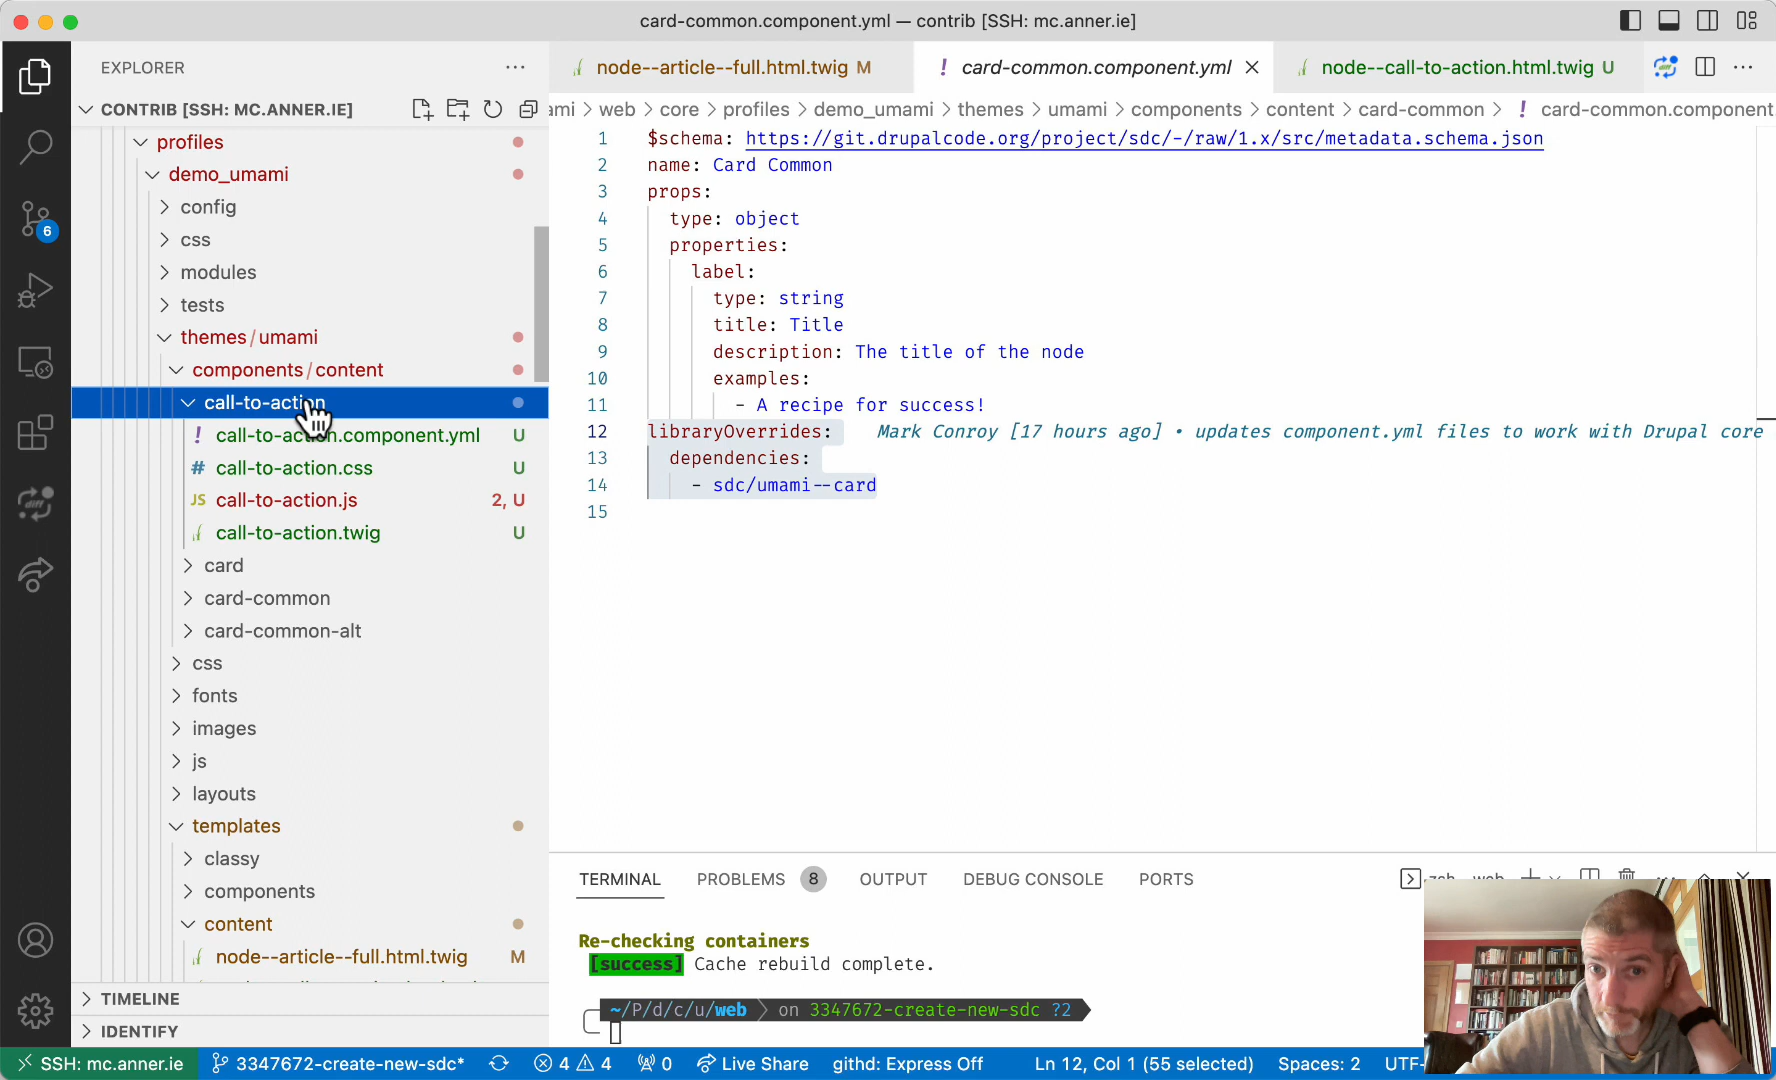 card-common.component.yml — contrib [SSH: mc.anner.ie]
EXPLORER
CONTRIB [SSH: MC.ANNER.IE]
profiles
demo_umami
config
css
modules
tests
themes/umami
components/content
call-to-action
call-to-action.component.yml U
call-to-action.css U
call-to-action.js 2, U
call-to-action.twig U
card
card-common
card-common-alt
css
fonts
images
js
layouts
templates
classy
components
content
node--article--full.html.twig M
TIMELINE
IDENTIFY
6
node--article--full.html.twig M
card-common.component.yml
node--call-to-action.html.twig U
ami > web > core > profiles > demo_umami > themes > umami > components > content > card-common > ! card-common.component.
1 $schema: https://git.drupalcode.org/project/sdc/-/raw/1.x/src/metadata.schema.json
2 name: Card Common
3 props:
4 type: object
5 properties:
6 label:
7 type: string
8 title: Title
9 description: The title of the node
10 examples:
11 - A recipe for success!
12 libraryOverrides: Mark Conroy [17 hours ago] • updates component.yml files to work with Drupal core
13 dependencies:
14 - sdc/umami--card
15
TERMINAL PROBLEMS 8 OUTPUT DEBUG CONSOLE PORTS
Re-checking containers
[success] Cache rebuild complete.
~/P/d/c/u/web > on 3347672-create-new-sdc ?2
SSH: mc.anner.ie 3347672-create-new-sdc* 4 4 0 Live Share githd: Express Off Ln 12, Col 1 (55 selected) Spaces: 2 UTF-